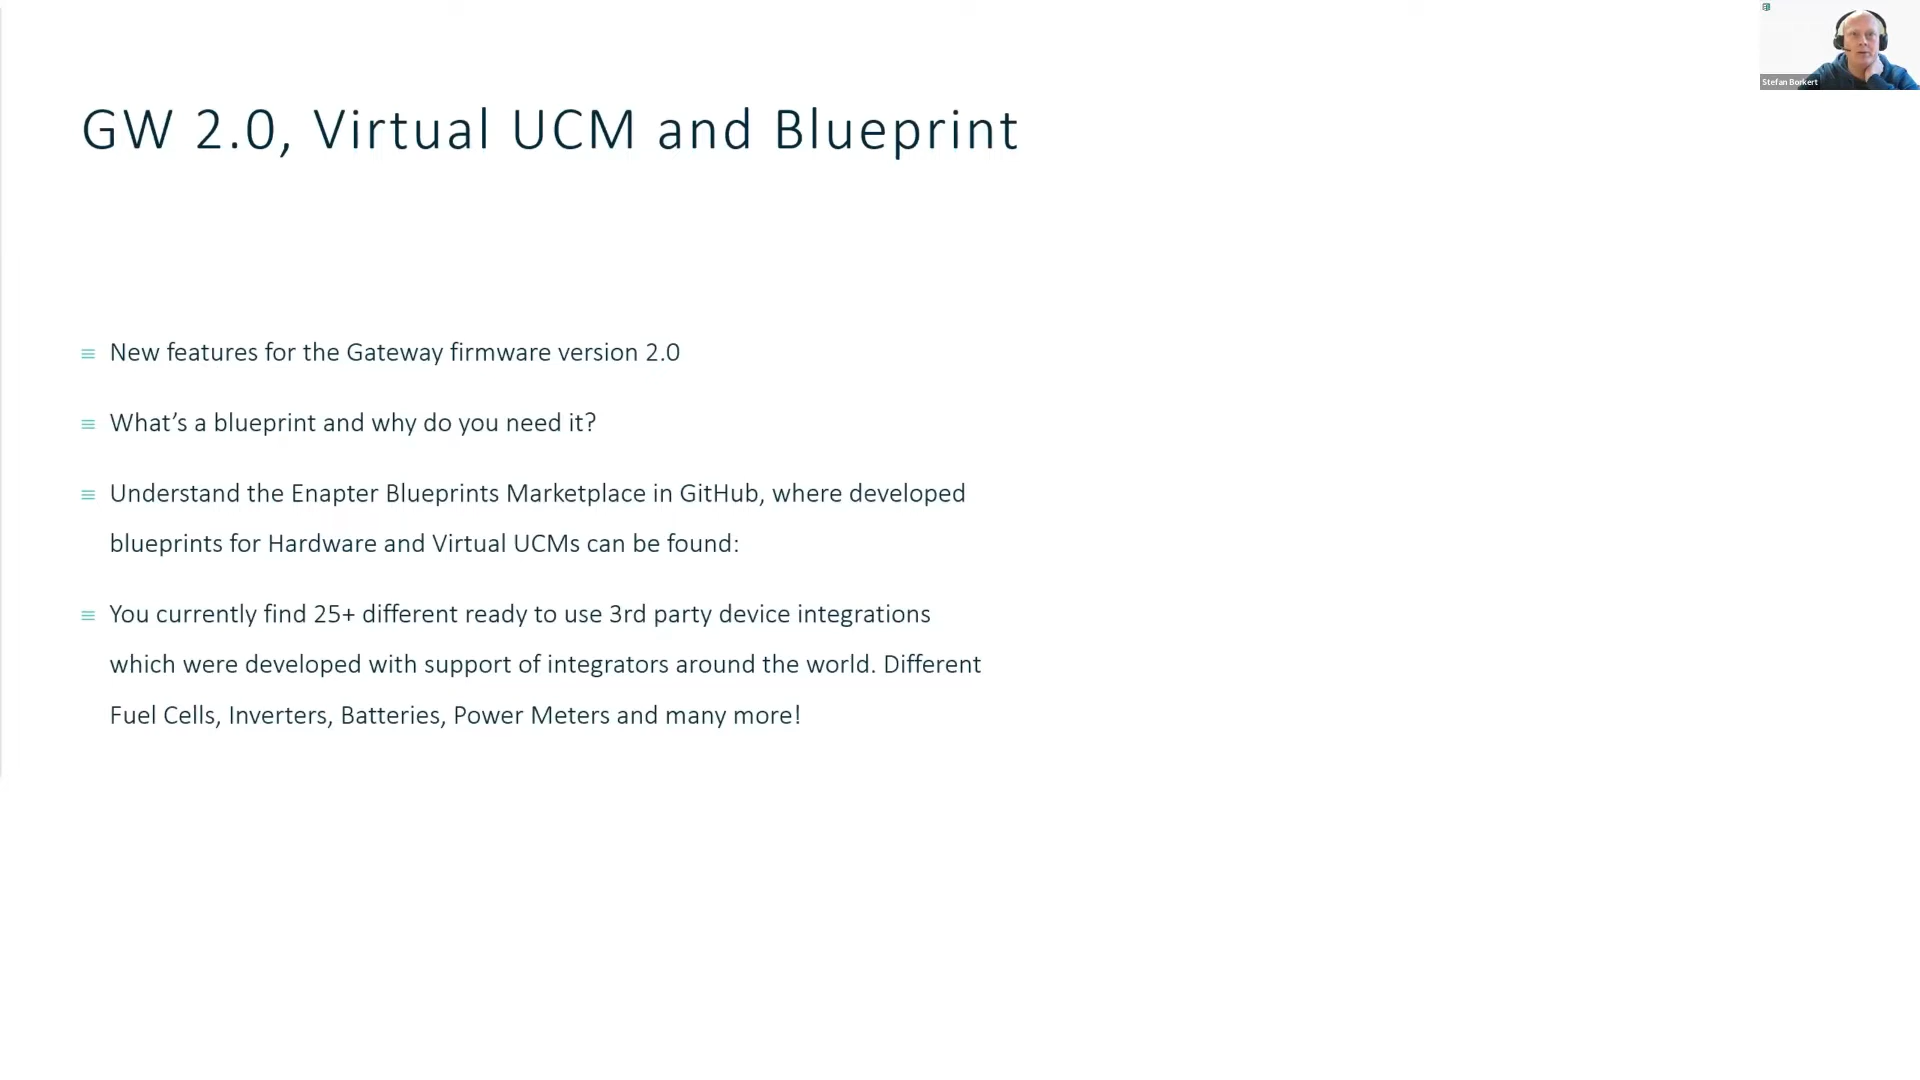 Stefan Borkert
GW 2.0, Virtual UCM and Blueprint
New features for the Gateway firmware version 2.0
What’s a blueprint and why do you need it?
Understand the Enapter Blueprints Marketplace in GitHub, where developed
blueprints for Hardware and Virtual UCMs can be found:
You currently find 25+ different ready to use 3rd party device integrations
which were developed with support of integrators around the world. Different
Fuel Cells, Inverters, Batteries, Power Meters and many more!